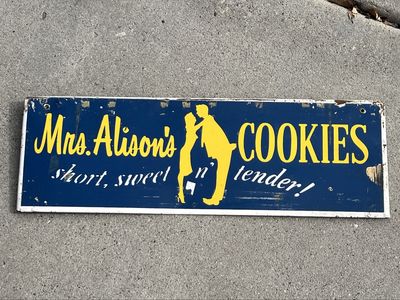 Mrs. Alison's COOKIES
short, sweet n' tender!